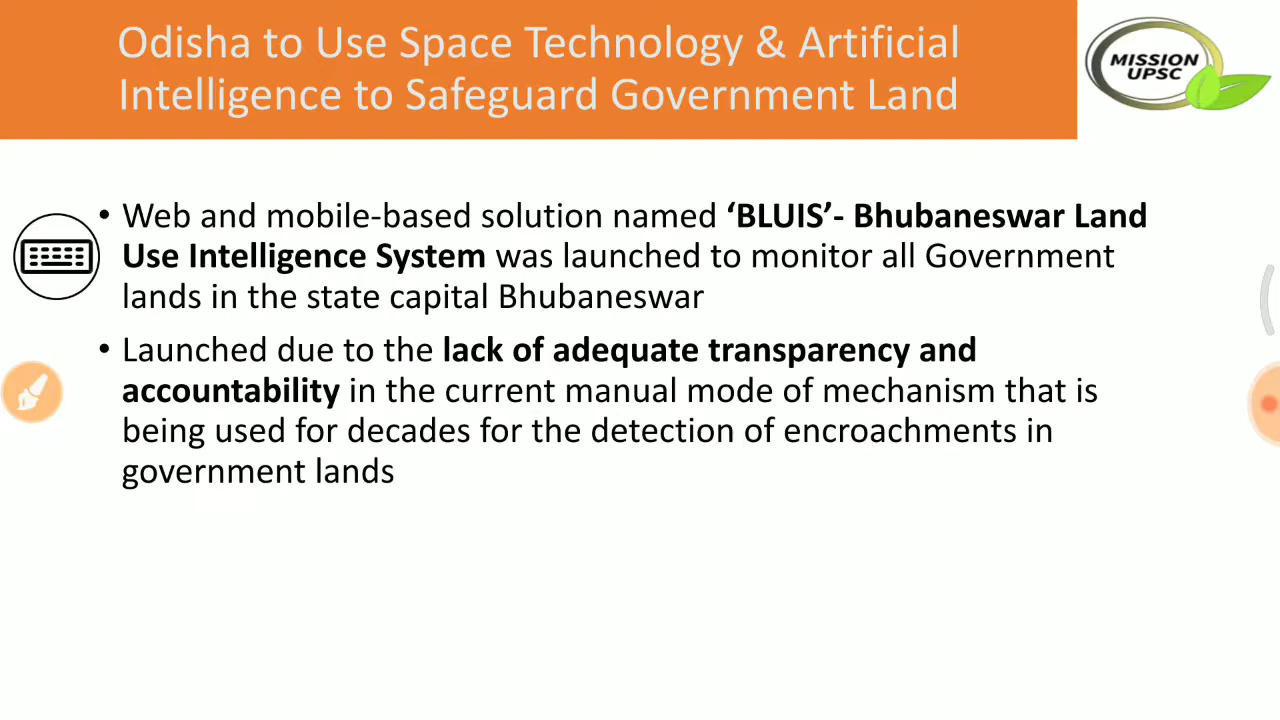 Odisha to Use Space Technology & Artificial
Intelligence to Safeguard Government Land
MISSION
UPSC
• Web and mobile-based solution named ‘BLUIS’- Bhubaneswar Land
Use Intelligence System was launched to monitor all Government
lands in the state capital Bhubaneswar
• Launched due to the lack of adequate transparency and
accountability in the current manual mode of mechanism that is
being used for decades for the detection of encroachments in
government lands